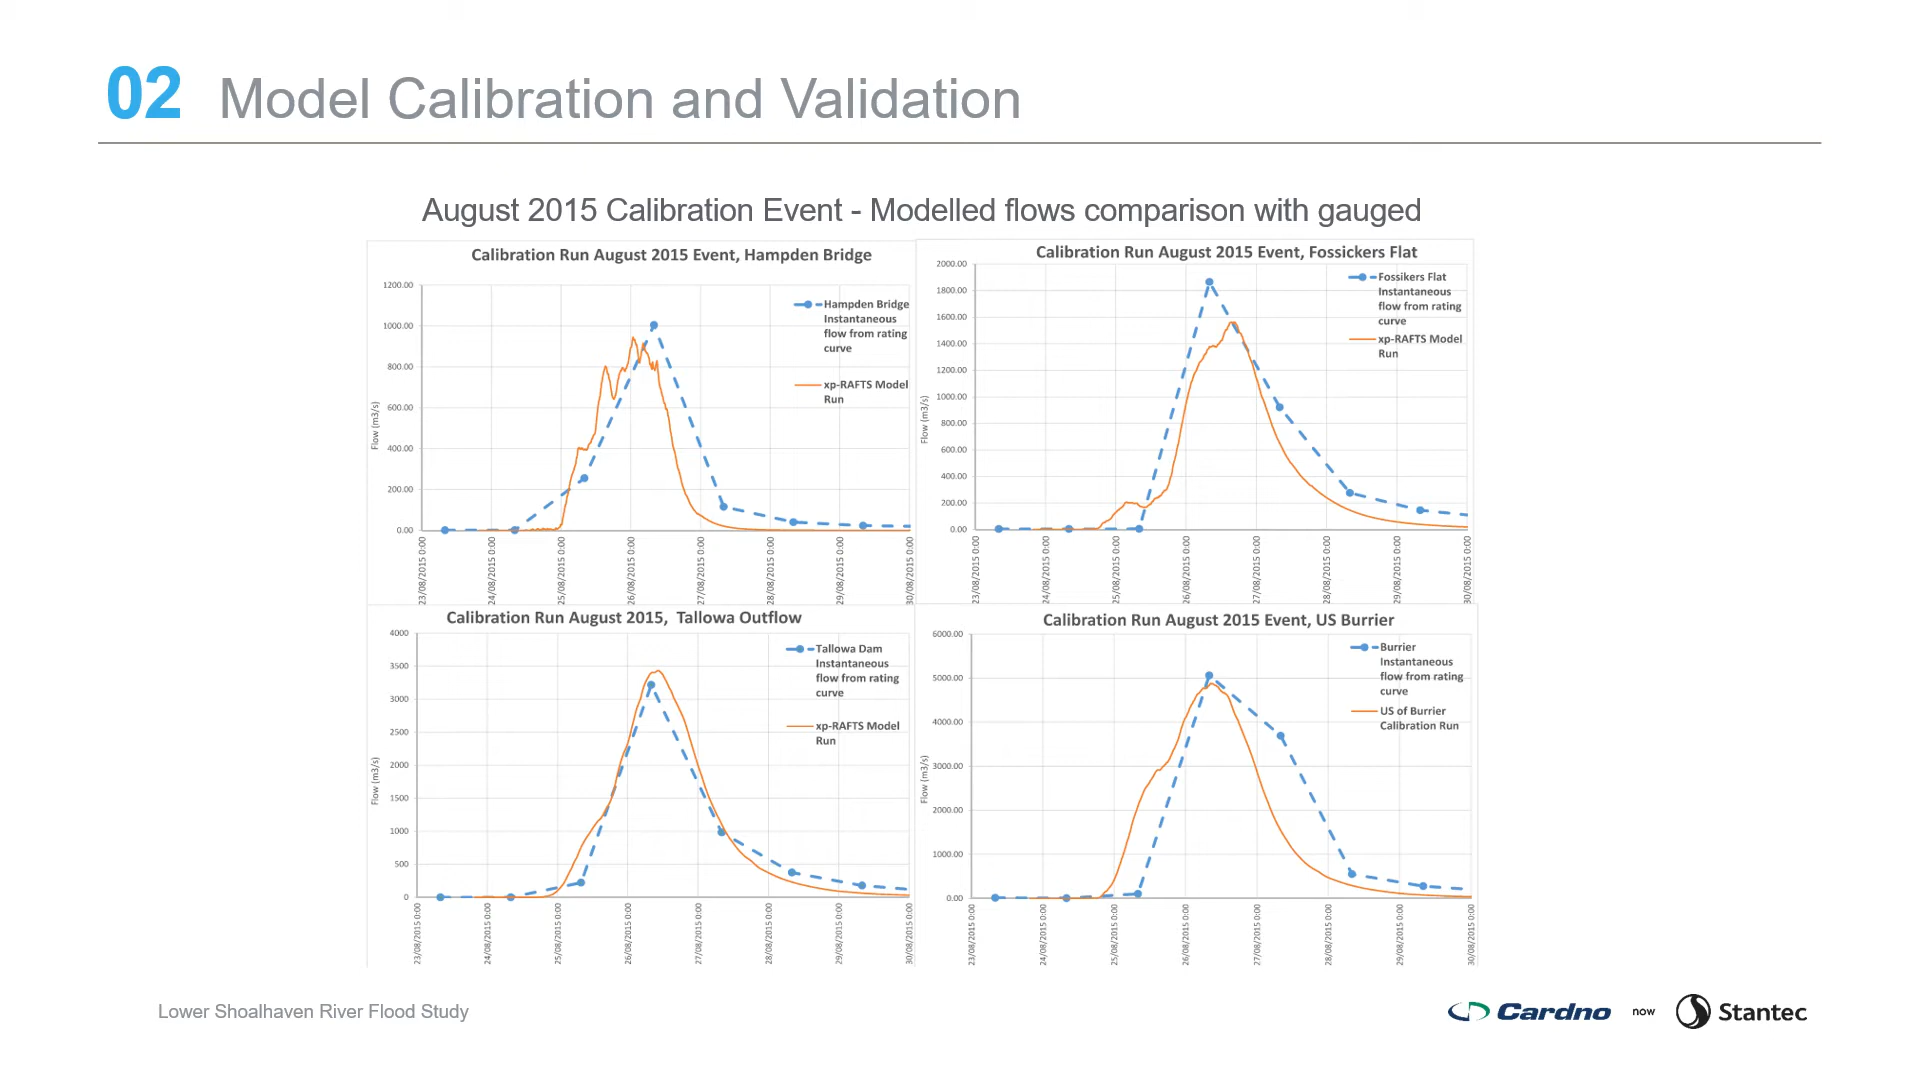 02 Model Calibration and Validation
August 2015 Calibration Event - Modelled flows comparison with gauged
Calibration Run August 2015 Event, Hampden Bridge
1200.00
1000.00
800.00
600.00
400.00
200.00
0.00
Flow (m3/s)
Hampden Bridge
Instantaneous
flow from rating
curve
xp-RAFTS Model
Run
23/08/2015 0:00
24/08/2015 0:00
25/08/2015 0:00
26/08/2015 0:00
27/08/2015 0:00
28/08/2015 0:00
29/08/2015 0:00
30/08/2015 0:00
Calibration Run August 2015 Event, Fossickers Flat
2000.00
1800.00
1600.00
1400.00
1200.00
1000.00
800.00
600.00
400.00
200.00
0.00
Flow (m3/s)
Fossikers Flat
Instantaneous
flow from rating
curve
xp-RAFTS Model
Run
23/08/2015 0:00
24/08/2015 0:00
25/08/2015 0:00
26/08/2015 0:00
27/08/2015 0:00
28/08/2015 0:00
29/08/2015 0:00
30/08/2015 0:00
Calibration Run August 2015, Tallowa Outflow
4000
3500
3000
2500
2000
1500
1000
500
0
Flow (m3/s)
Tallowa Dam
Instantaneous
flow from rating
curve
xp-RAFTS Model
Run
23/08/2015 0:00
24/08/2015 0:00
25/08/2015 0:00
26/08/2015 0:00
27/08/2015 0:00
28/08/2015 0:00
29/08/2015 0:00
30/08/2015 0:00
Calibration Run August 2015 Event, US Burrier
6000.00
5000.00
4000.00
3000.00
2000.00
1000.00
0.00
Flow (m3/s)
Burrier
Instantaneous
flow from rating
curve
US of Burrier
Calibration Run
23/08/2015 0:00
24/08/2015 0:00
25/08/2015 0:00
26/08/2015 0:00
27/08/2015 0:00
28/08/2015 0:00
29/08/2015 0:00
30/08/2015 0:00
Lower Shoalhaven River Flood Study
Cardno now Stantec